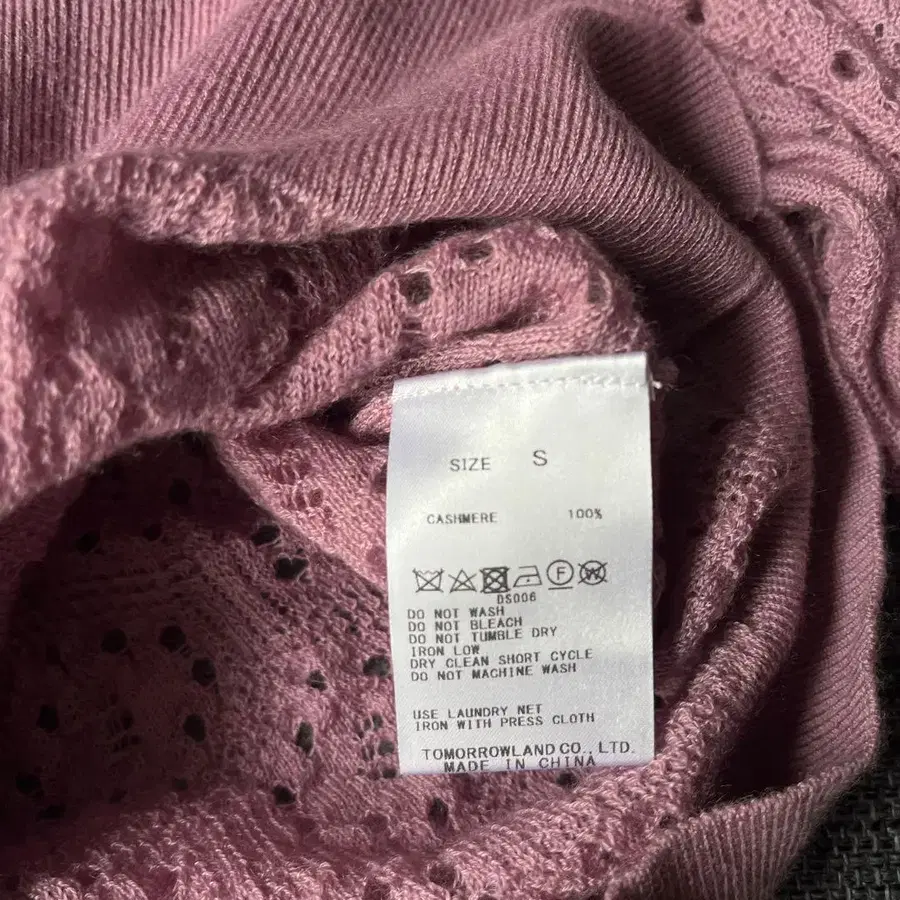 SIZE S
CASHMERE 100%
F W
DS006
DO NOT WASH
DO NOT BLEACH
DO NOT TUMBLE DRY
IRON LOW
DRY CLEAN SHORT CYCLE
DO NOT MACHINE WASH
USE LAUNDRY NET
IRON WITH PRESS CLOTH
TOMORROWLAND CO., LTD.
MADE IN CHINA